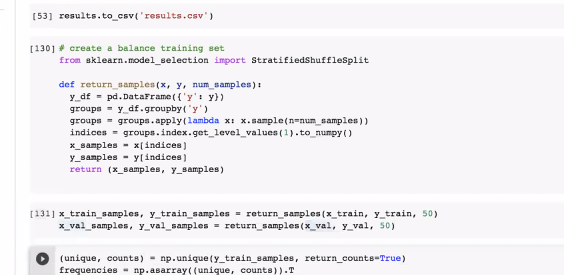 [53] results.to_csv('results.csv')
[130] # create a balance training set
from sklearn.model_selection import StratifiedShuffleSplit
def return_samples(x, y, num_samples):
y_df = pd.DataFrame({'y': y})
groups = y_df.groupby('y')
groups = groups.apply(lambda x: x.sample(n=num_samples))
indices = groups.index.get_level_values(1).to_numpy()
x_samples = x[indices]
y_samples = y[indices]
return (x_samples, y_samples)
[131] x_train_samples, y_train_samples = return_samples(x_train, y_train, 50)
x_val_samples, y_val_samples = return_samples(x_val, y_val, 50)
(unique, counts) = np.unique(y_train_samples, return_counts=True)
frequencies = np.asarray((unique, counts)).T